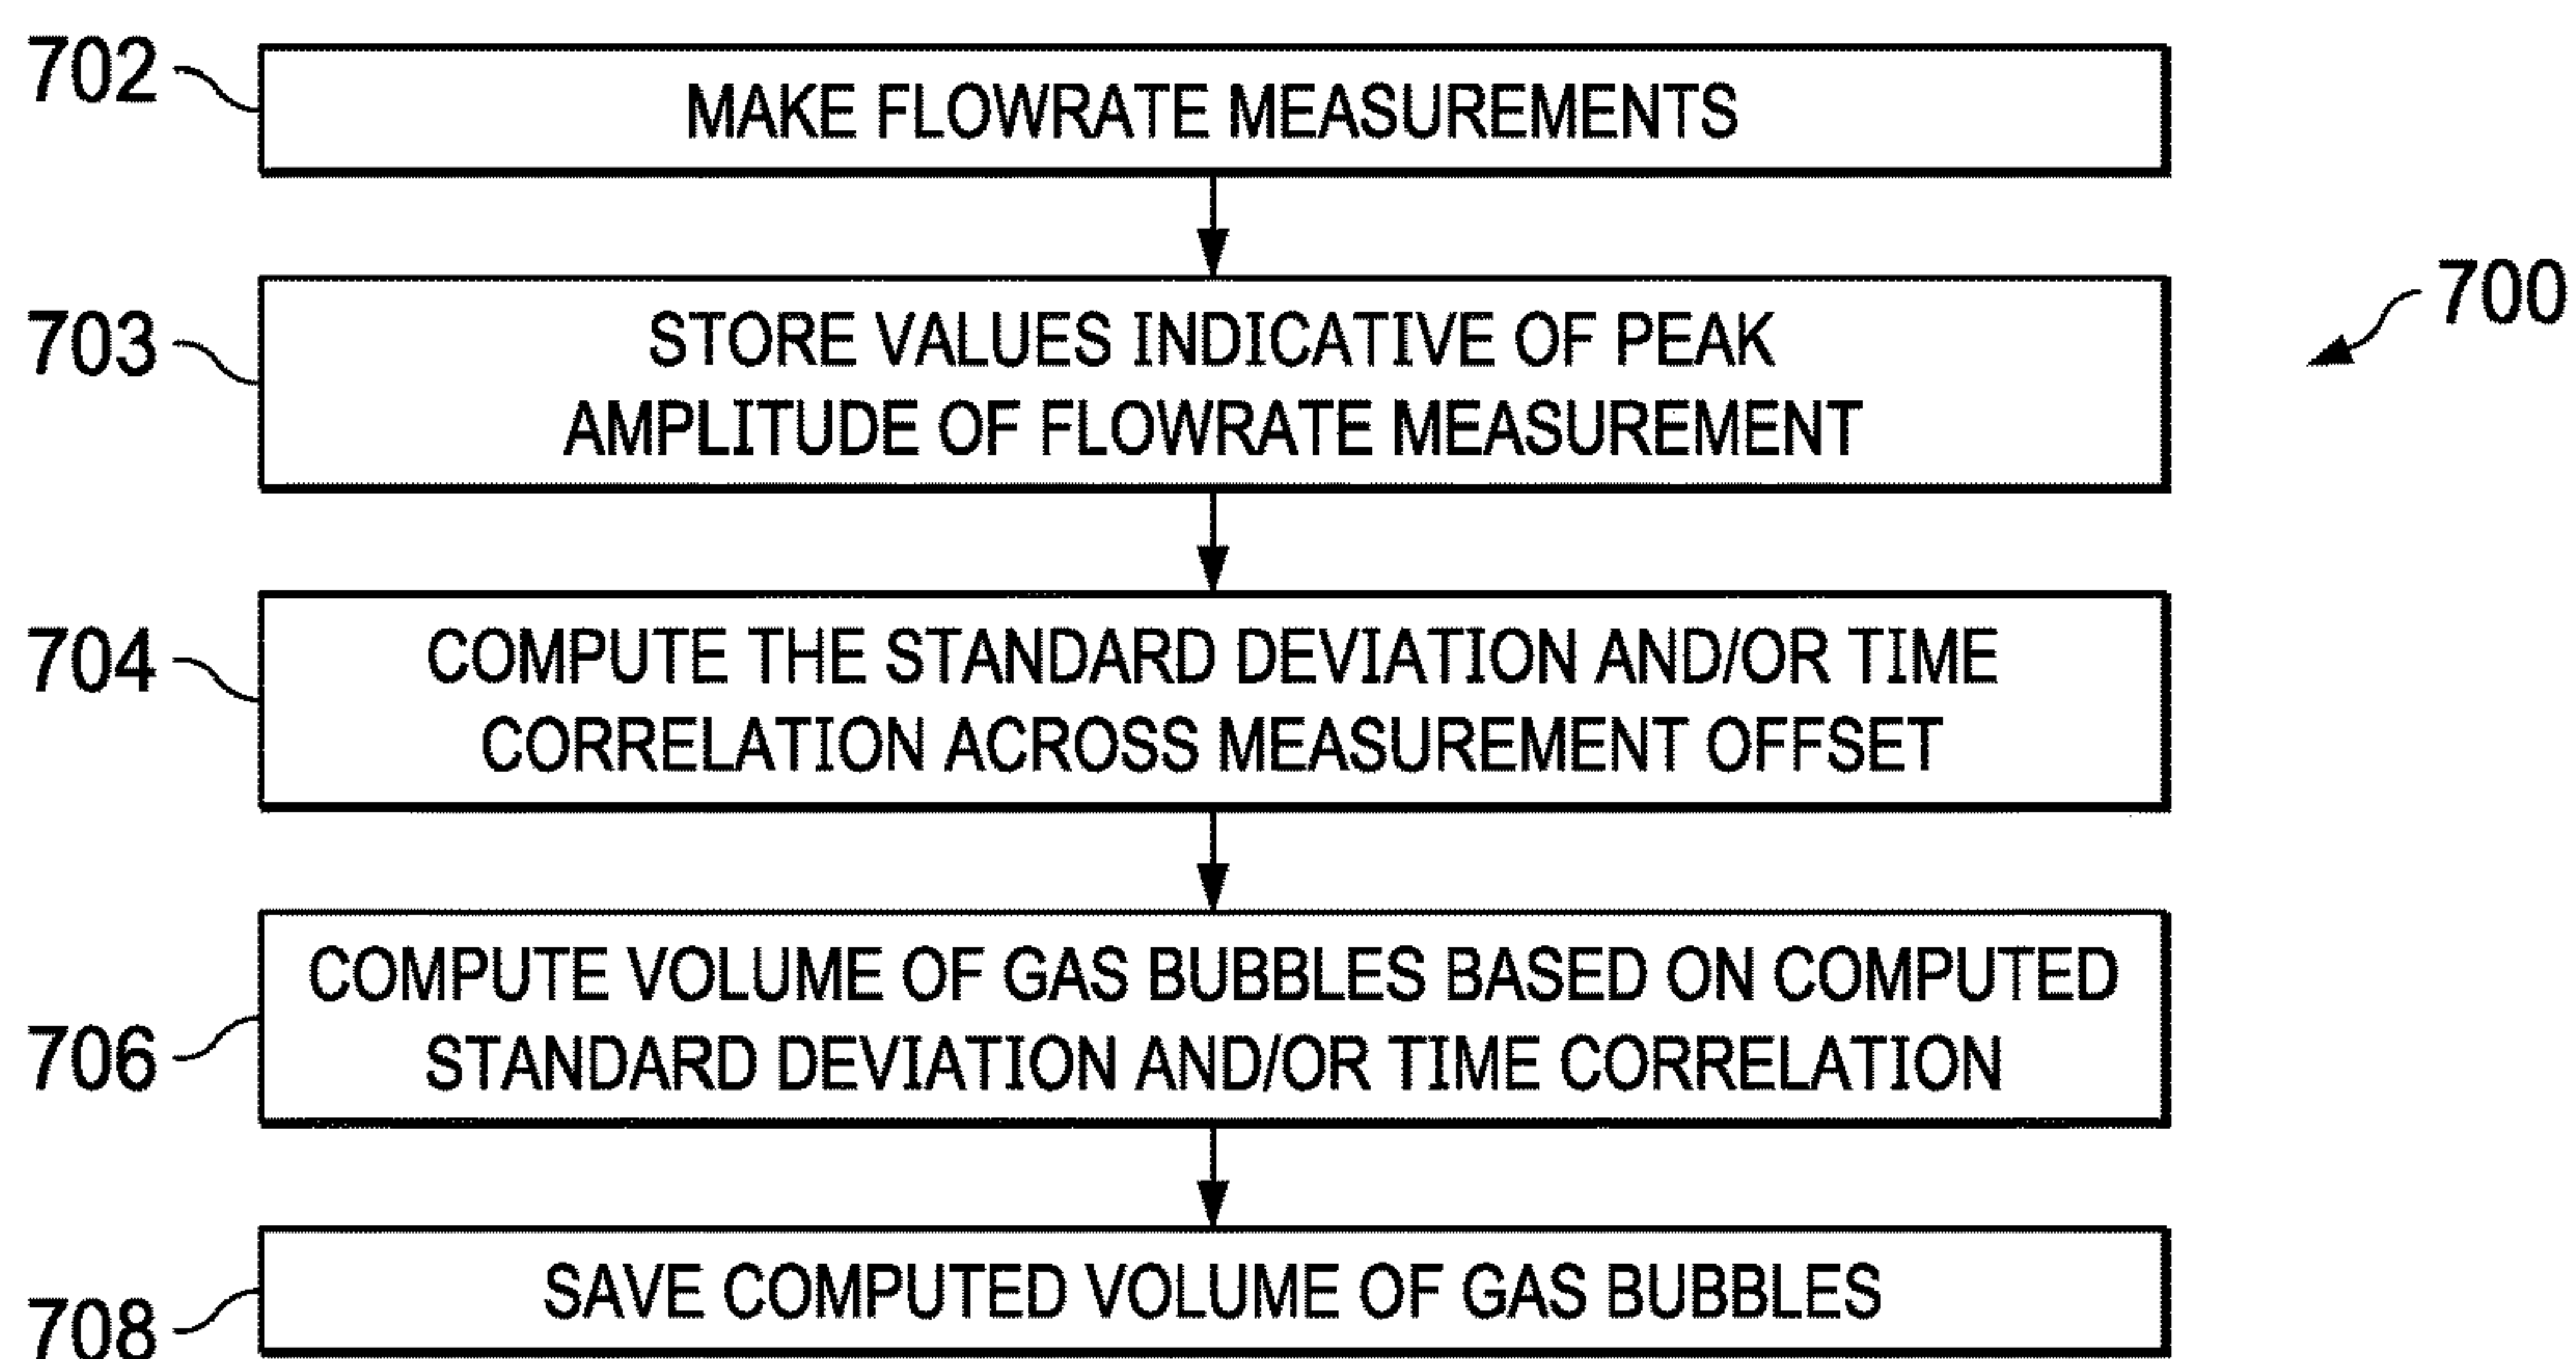 702
MAKE FLOWRATE MEASUREMENTS
703
STORE VALUES INDICATIVE OF PEAK
AMPLITUDE OF FLOWRATE MEASUREMENT
700
704
COMPUTE THE STANDARD DEVIATION AND/OR TIME
CORRELATION ACROSS MEASUREMENT OFFSET
706
COMPUTE VOLUME OF GAS BUBBLES BASED ON COMPUTED
STANDARD DEVIATION AND/OR TIME CORRELATION
708
SAVE COMPUTED VOLUME OF GAS BUBBLES